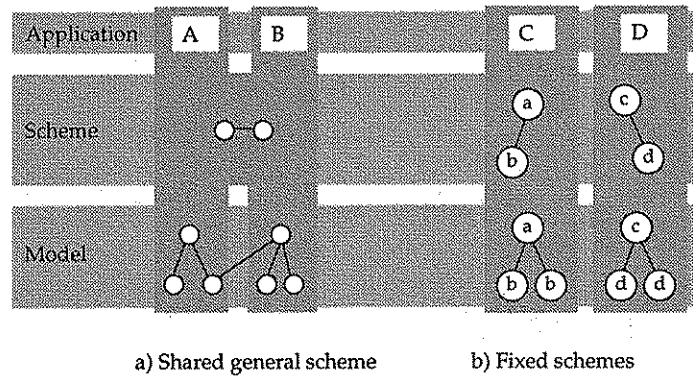 Application A B C D
Scheme a c
b d
Model a c
b b d d
a) Shared general scheme b) Fixed schemes